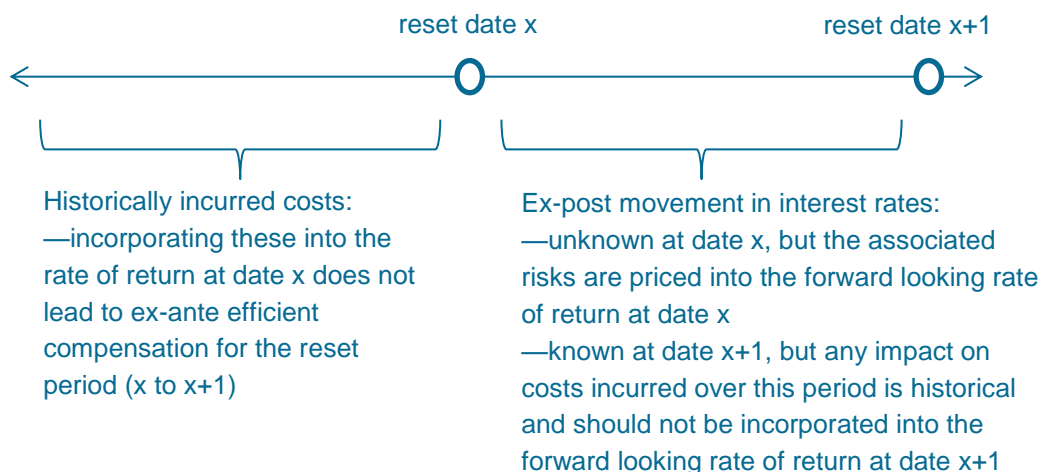 reset date x
reset date x+1
Historically incurred costs:
—incorporating these into the
rate of return at date x does not
lead to ex-ante efficient
compensation for the reset
period (x to x+1)
Ex-post movement in interest rates:
—unknown at date x, but the associated
risks are priced into the forward looking rate
of return at date x
—known at date x+1, but any impact on
costs incurred over this period is historical
and should not be incorporated into the
forward looking rate of return at date x+1